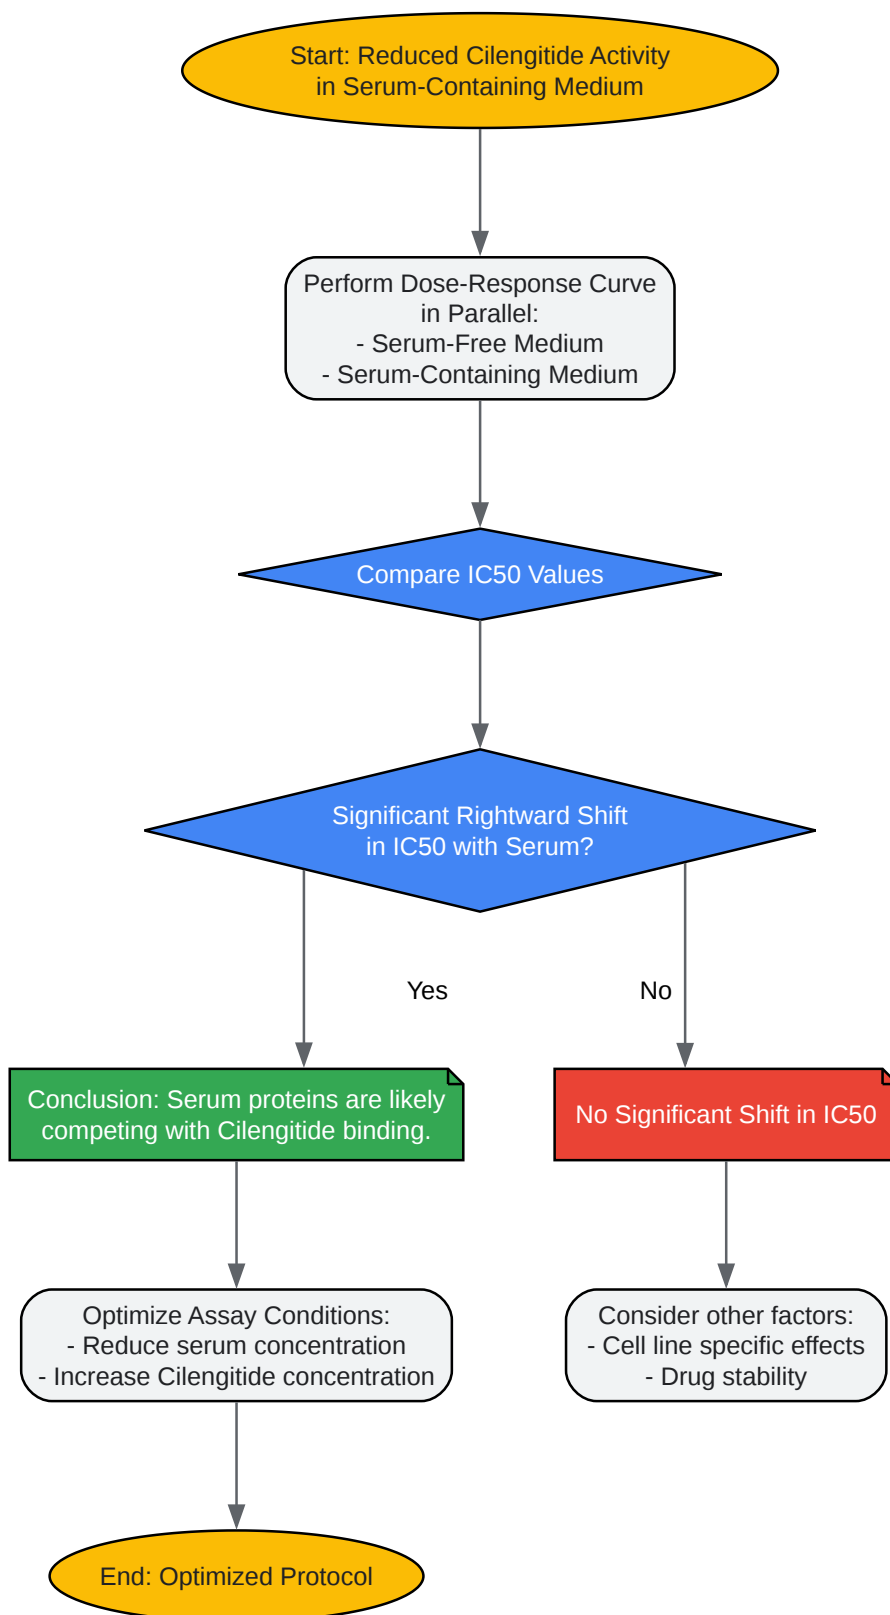 Start: Reduced Cilengitide Activity
in Serum-Containing Medium
Perform Dose-Response Curve
in Parallel:
- Serum-Free Medium
- Serum-Containing Medium
Compare IC50 Values
Significant Rightward Shift
in IC50 with Serum?
Yes
No
Conclusion: Serum proteins are likely
competing with Cilengitide binding.
No Significant Shift in IC50
Optimize Assay Conditions:
- Reduce serum concentration
- Increase Cilengitide concentration
Consider other factors:
- Cell line specific effects
- Drug stability
End: Optimized Protocol